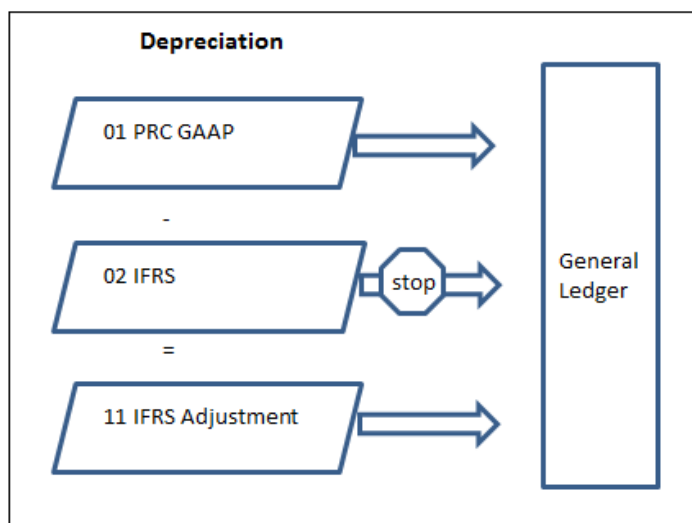 Depreciation
01 PRC GAAP
-
02 IFRS
stop
=
11 IFRS Adjustment
General
Ledger